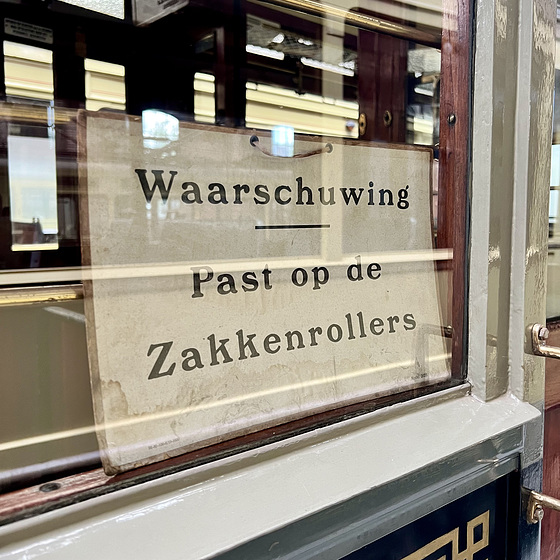 Waarschuwing
Past op de
Zakkenrollers